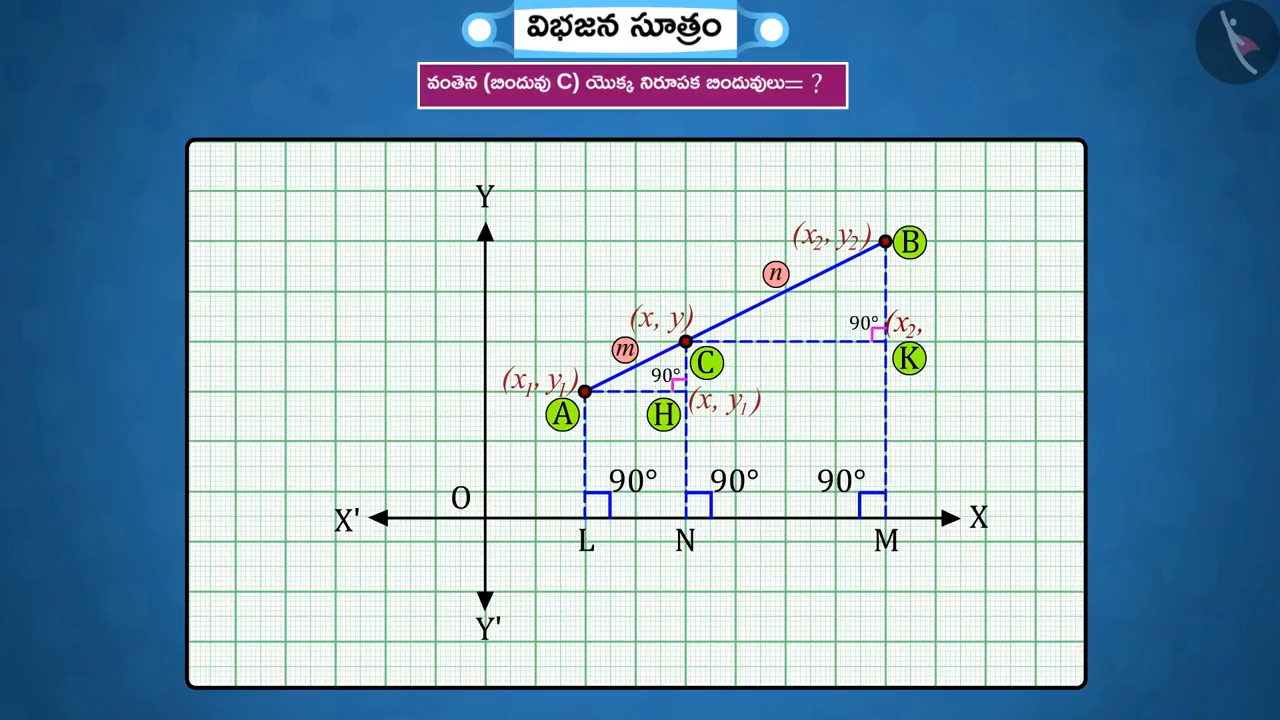 విభజన సూత్రం
వంతెన (బిందువు C) యొక్క నిరూపక బిందువులు= ?
Y
(x₂, y₂)
B
n
(x, y)
90°
(x₂,
m
C
K
90°
(x₁, y₁)
A
H
(x, y₁)
90°
90°
90°
O
X'
X
L
N
M
Y'